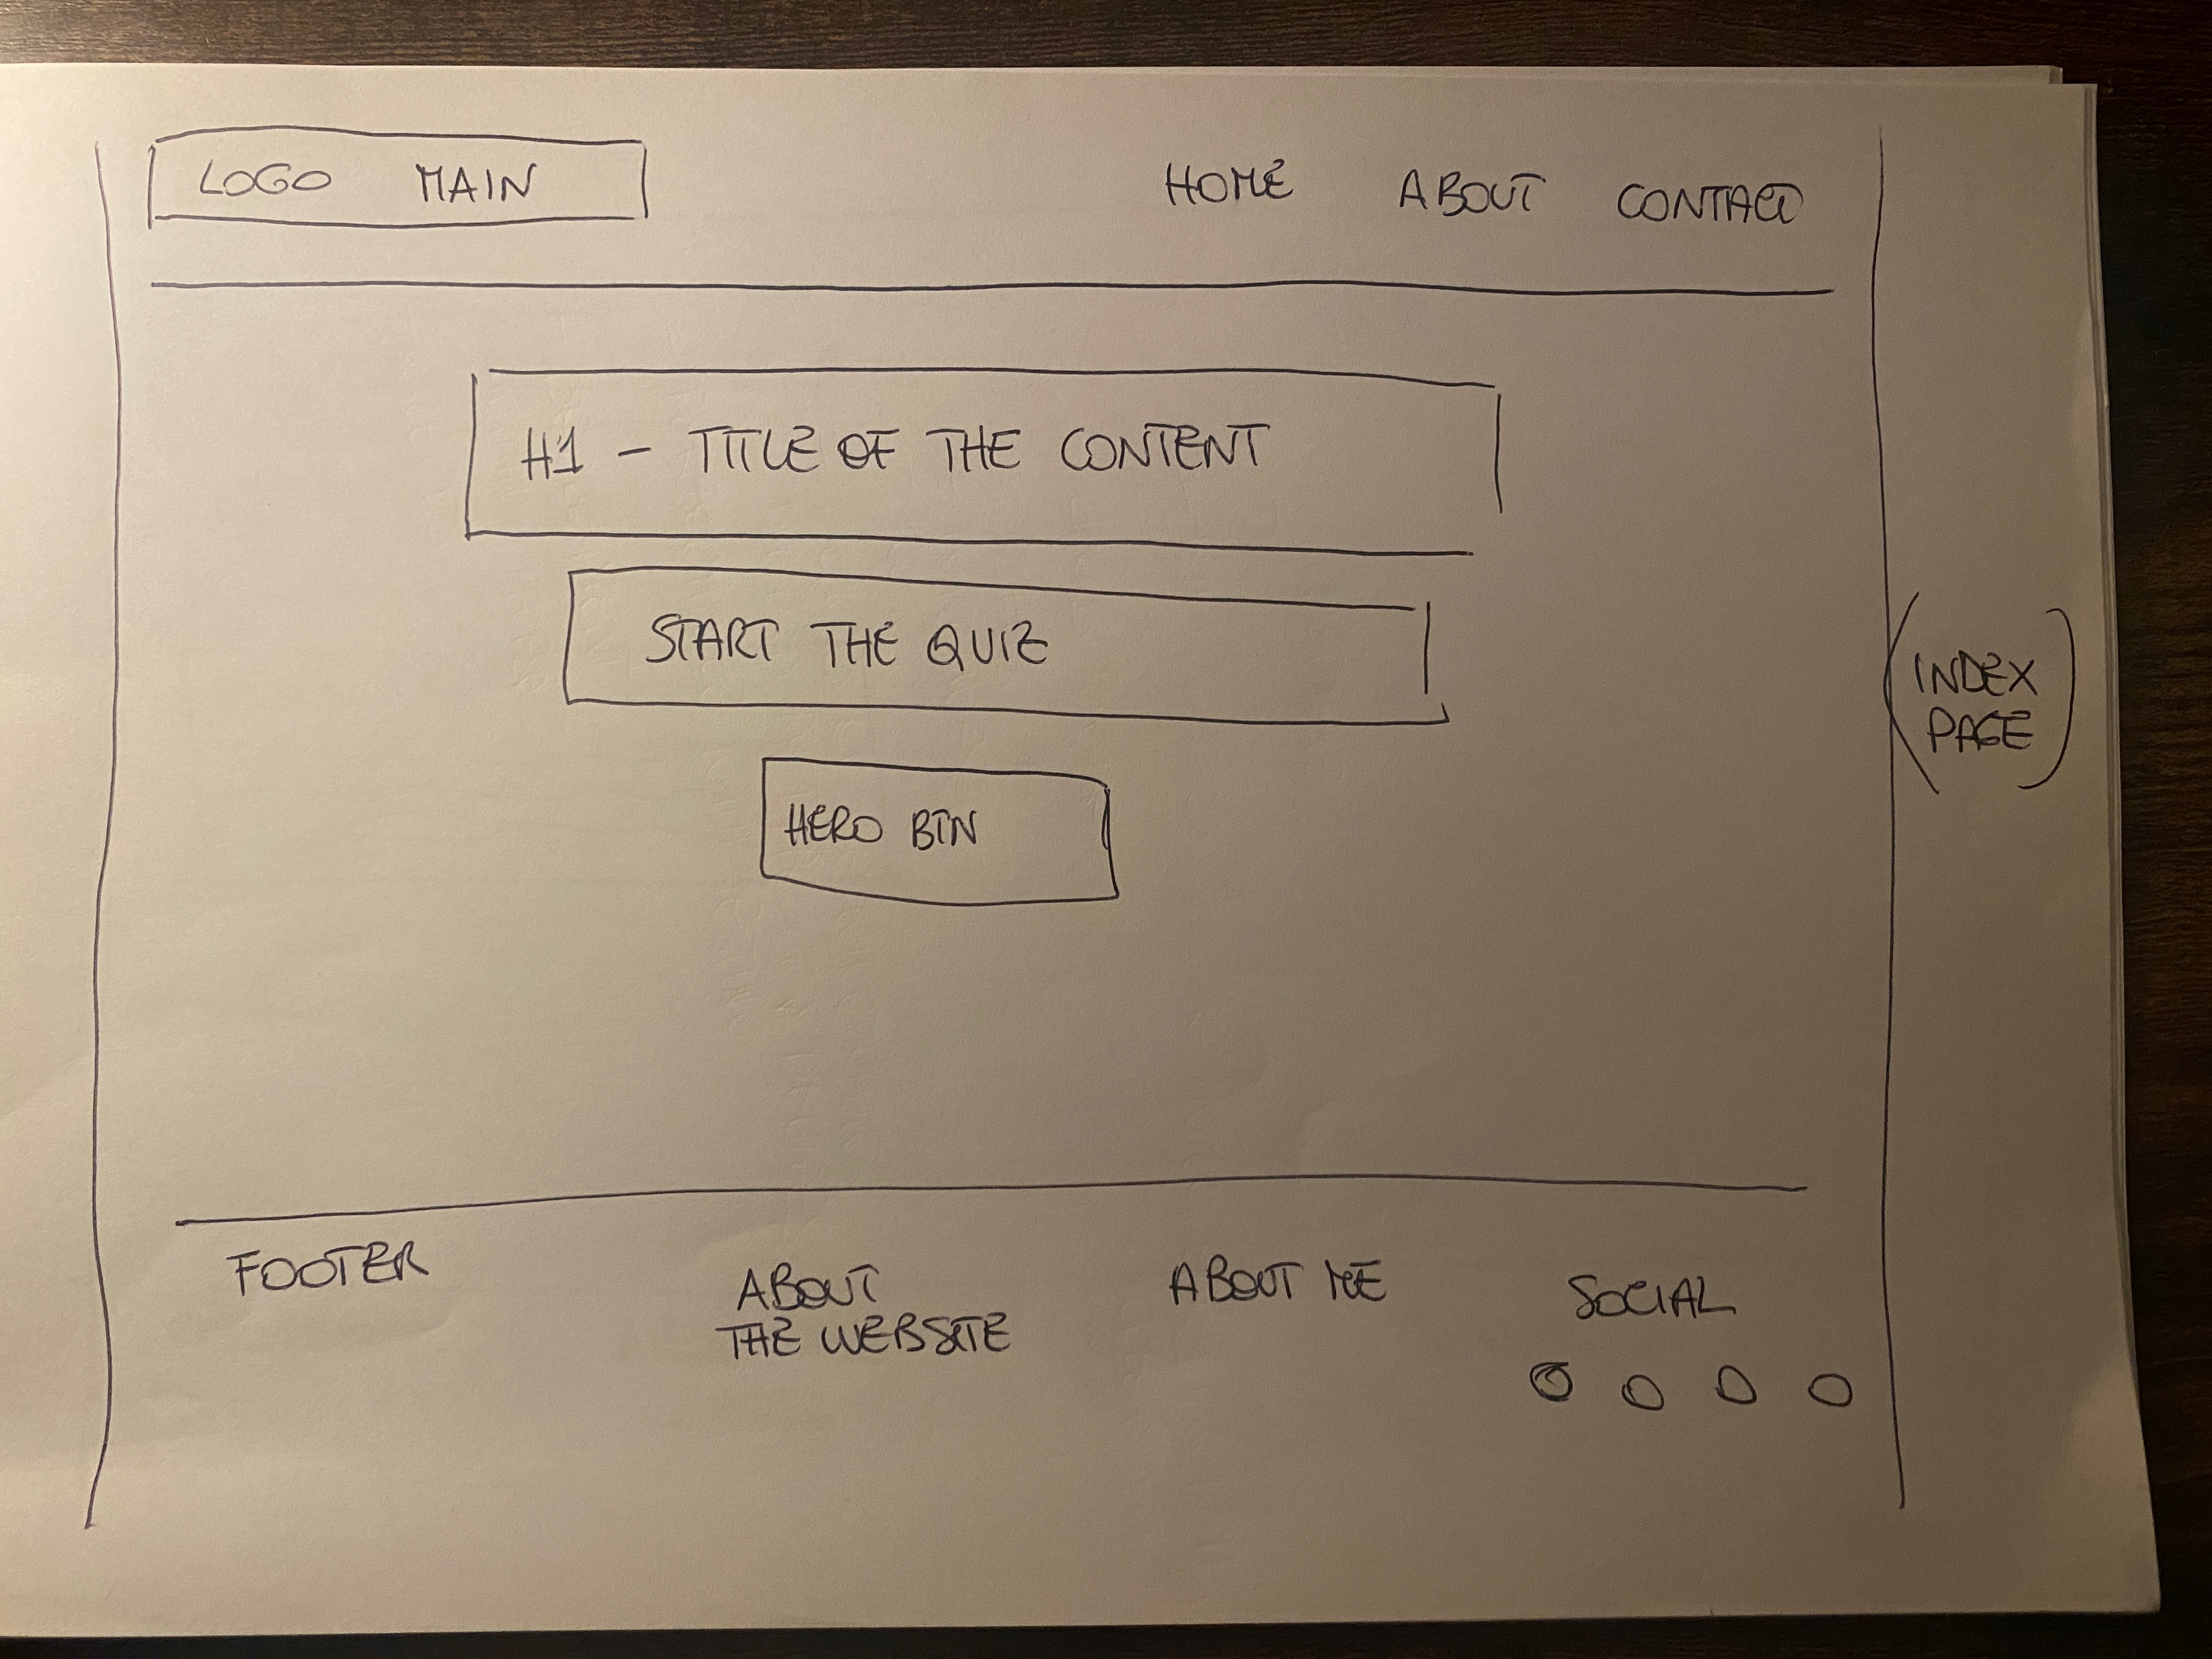 LOGO MAIN
HOME ABOUT CONTACT
H1 - TITLE OF THE CONTENT
START THE QUIZ
HERO BTN
(INDEX
PAGE)
FOOTER
ABOUT
THE WEBSITE
ABOUT ME
SOCIAL